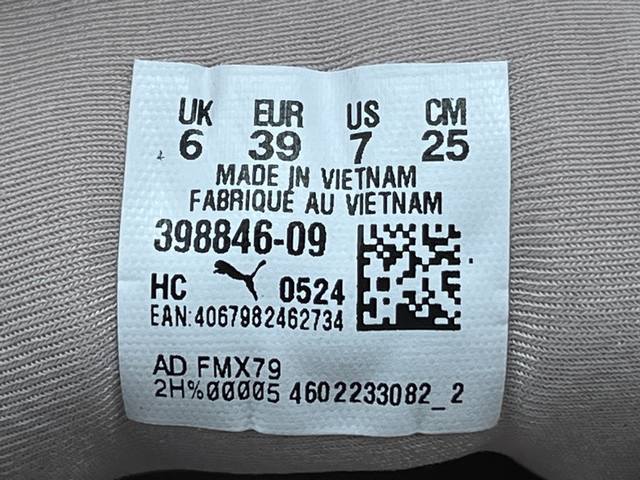 UK EUR US CM
6 39 7 25
MADE IN VIETNAM
FABRIQUÉ AU VIETNAM
398846-09
HC 0524
EAN:4067982462734
AD FMX79
2H%00005 4602233082_2